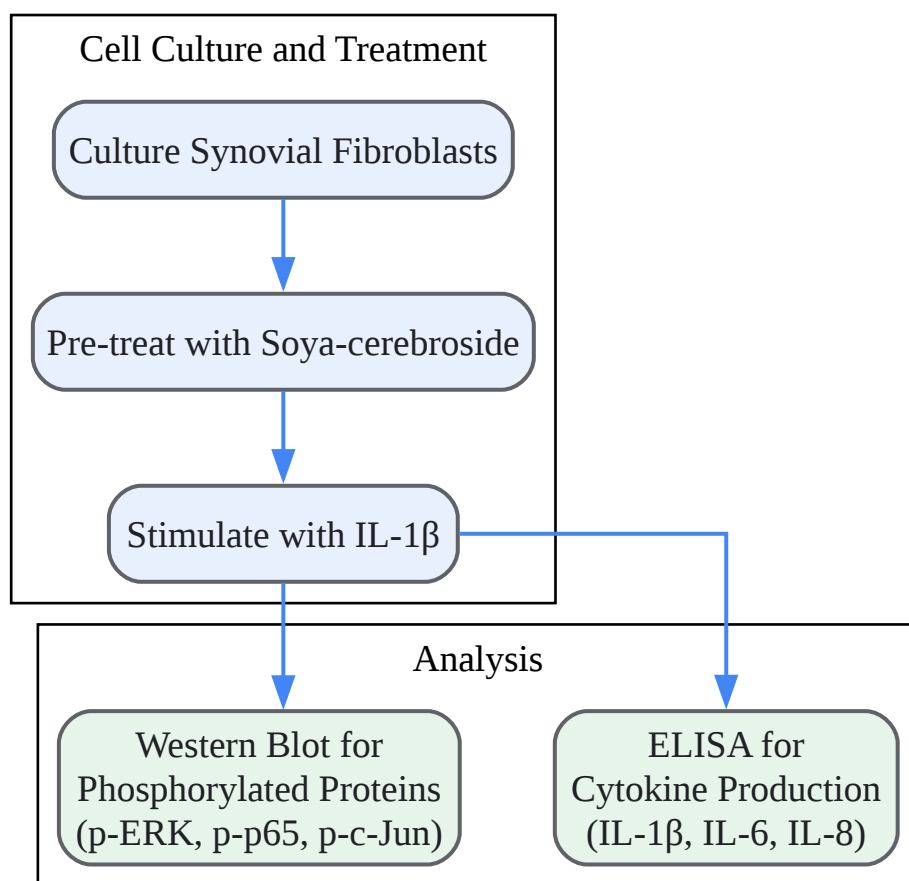 Cell Culture and Treatment
Culture Synovial Fibroblasts
Pre-treat with Soya-cerebroside
Stimulate with IL-1β
Analysis
Western Blot for
Phosphorylated Proteins
(p-ERK, p-p65, p-c-Jun)
ELISA for
Cytokine Production
(IL-1β, IL-6, IL-8)